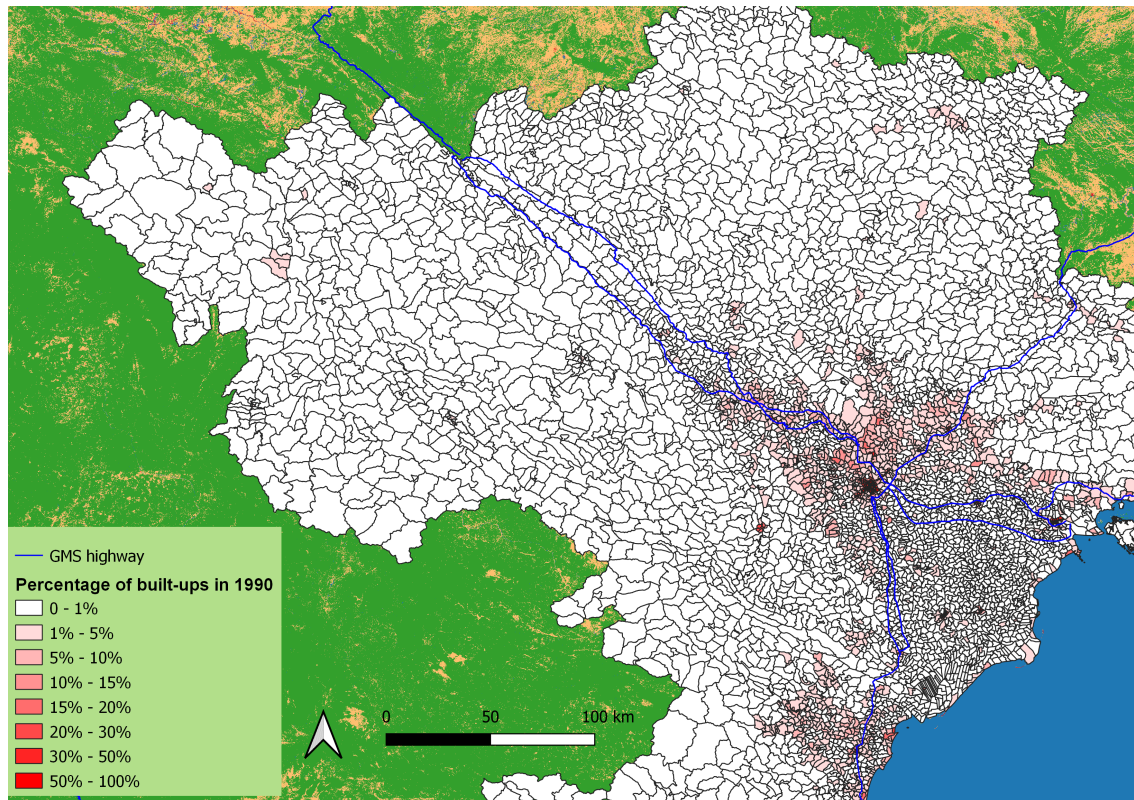 GMS highway
Percentage of built-ups in 1990
0 - 1%
1% - 5%
5% - 10%
10% - 15%
15% - 20%
20% - 30%
30% - 50%
50% - 100%
0 50 100 km